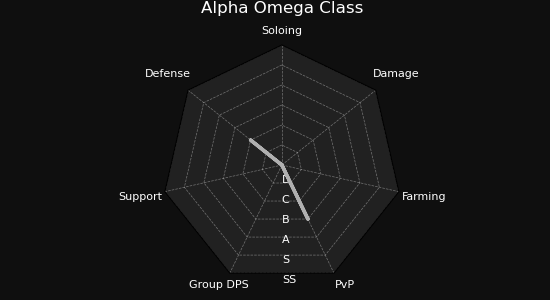 Alpha Omega Class
Soloing
Defense
Damage
Support
Farming
D
C
B
A
S
SS
Group DPS
PvP